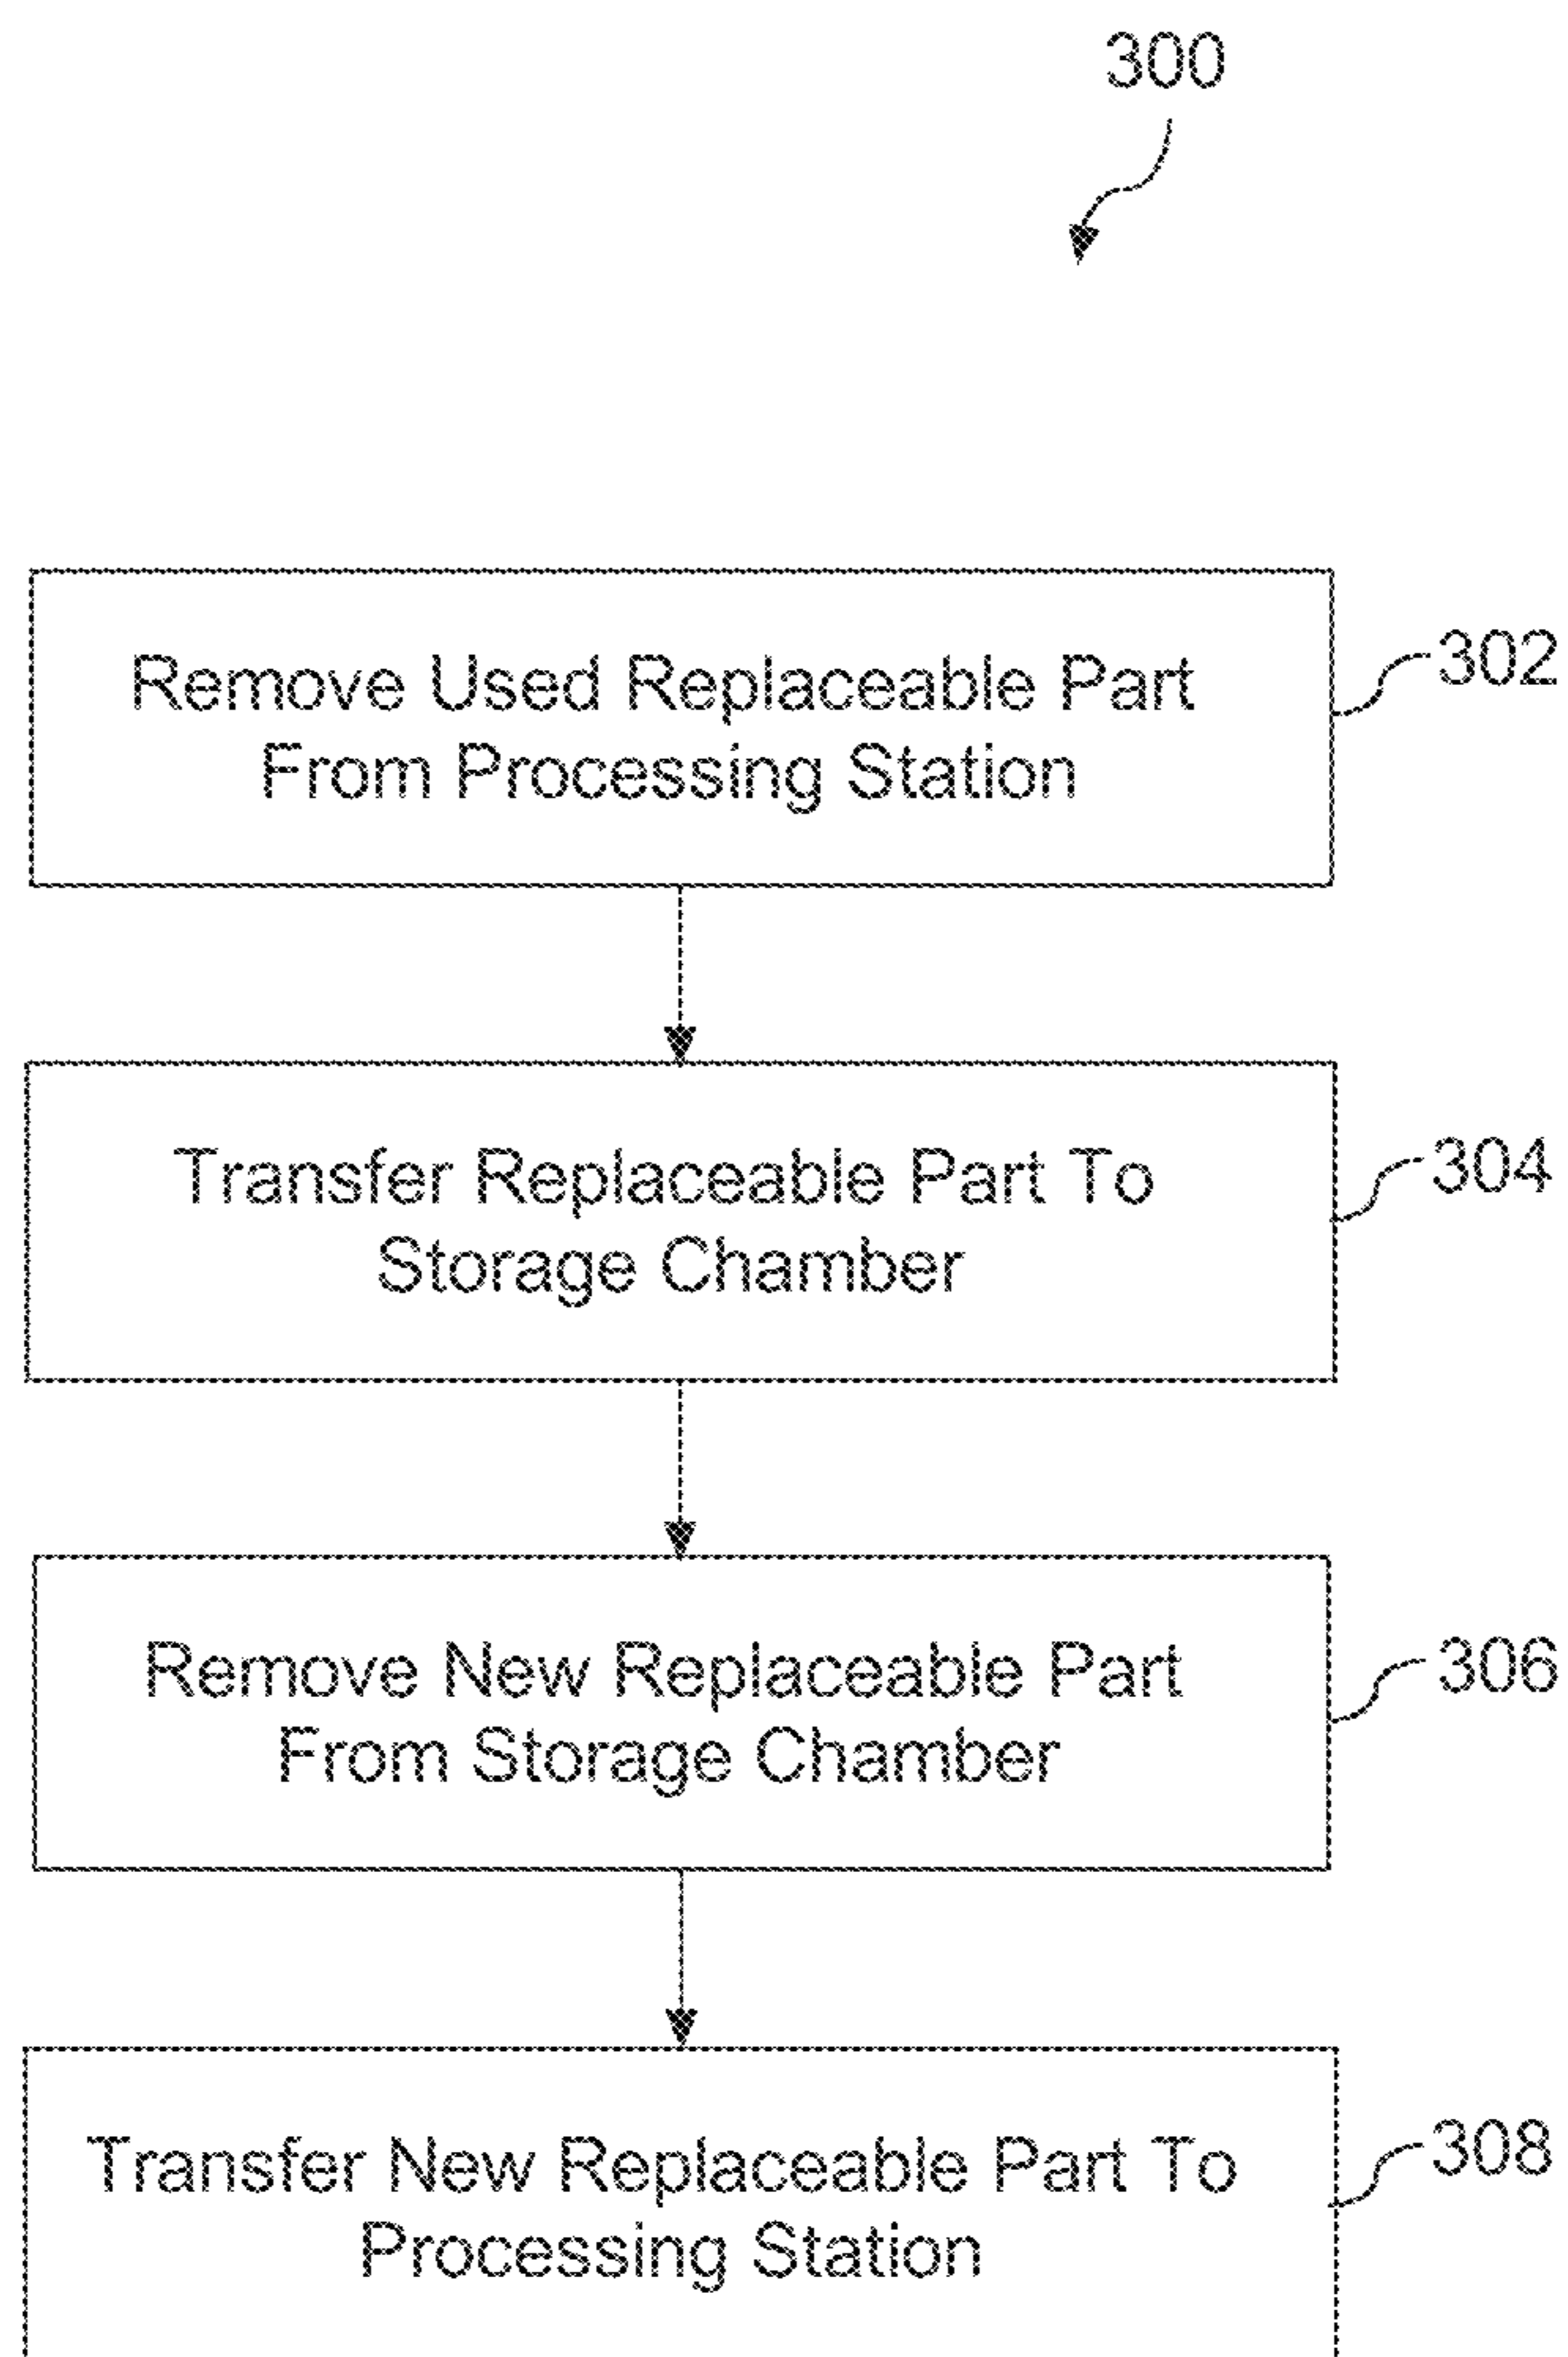 300
Remove Used Replaceable Part
From Processing Station
302
Transfer Replaceable Part To
Storage Chamber
304
Remove New Replaceable Part
From Storage Chamber
306
Transfer New Replaceable Part To
Processing Station
308